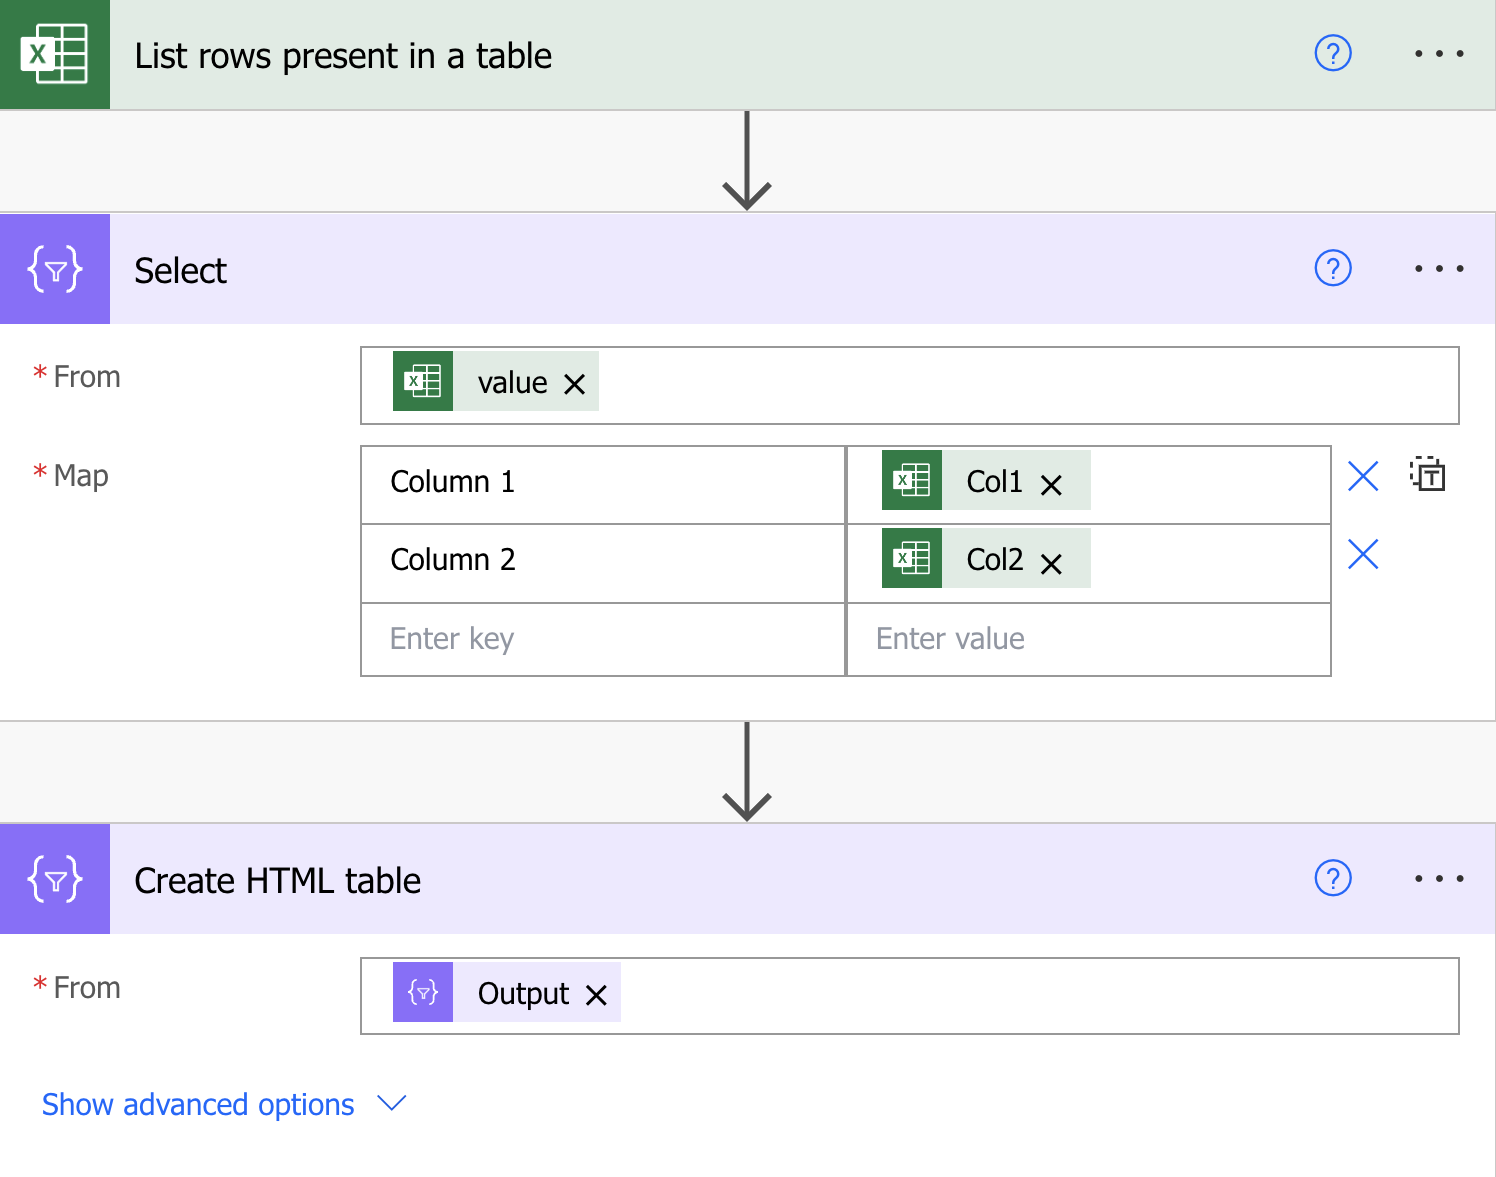 List rows present in a table
Select
* From
value
* Map
Column 1
Col1
Column 2
Col2
Enter key
Enter value
Create HTML table
* From
Output
Show advanced options